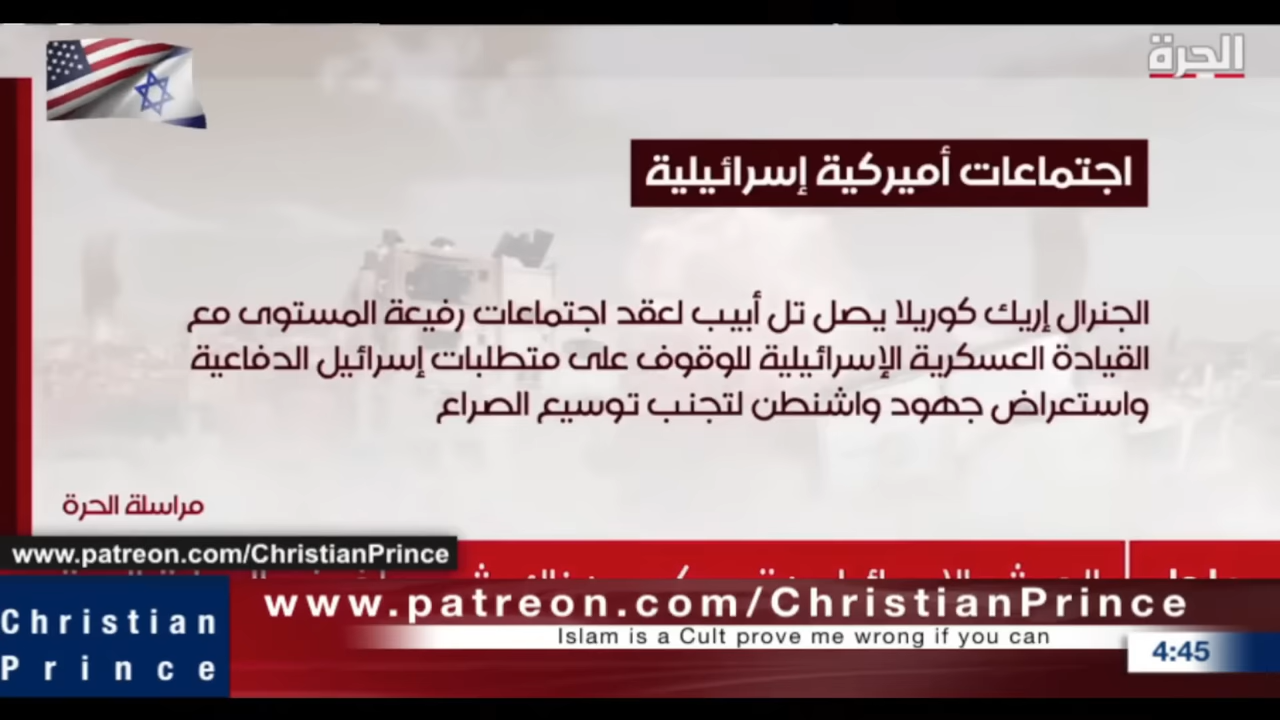 الحرة
اجتماعات أميركية إسرائيلية
الجنرال إريك كوريلا يصل تل أبيب لعقد اجتماعات رفيعة المستوى مع
القيادة العسكرية الإسرائيلية للوقوف على متطلبات إسرائيل الدفاعية
واستعراض جهود واشنطن لتجنب توسيع الصراع
مراسلة الحرة
www.patreon.com/ChristianPrince
www.patreon.com/ChristianPrince
Islam is a Cult prove me wrong if you can
Christian
Prince
4:45